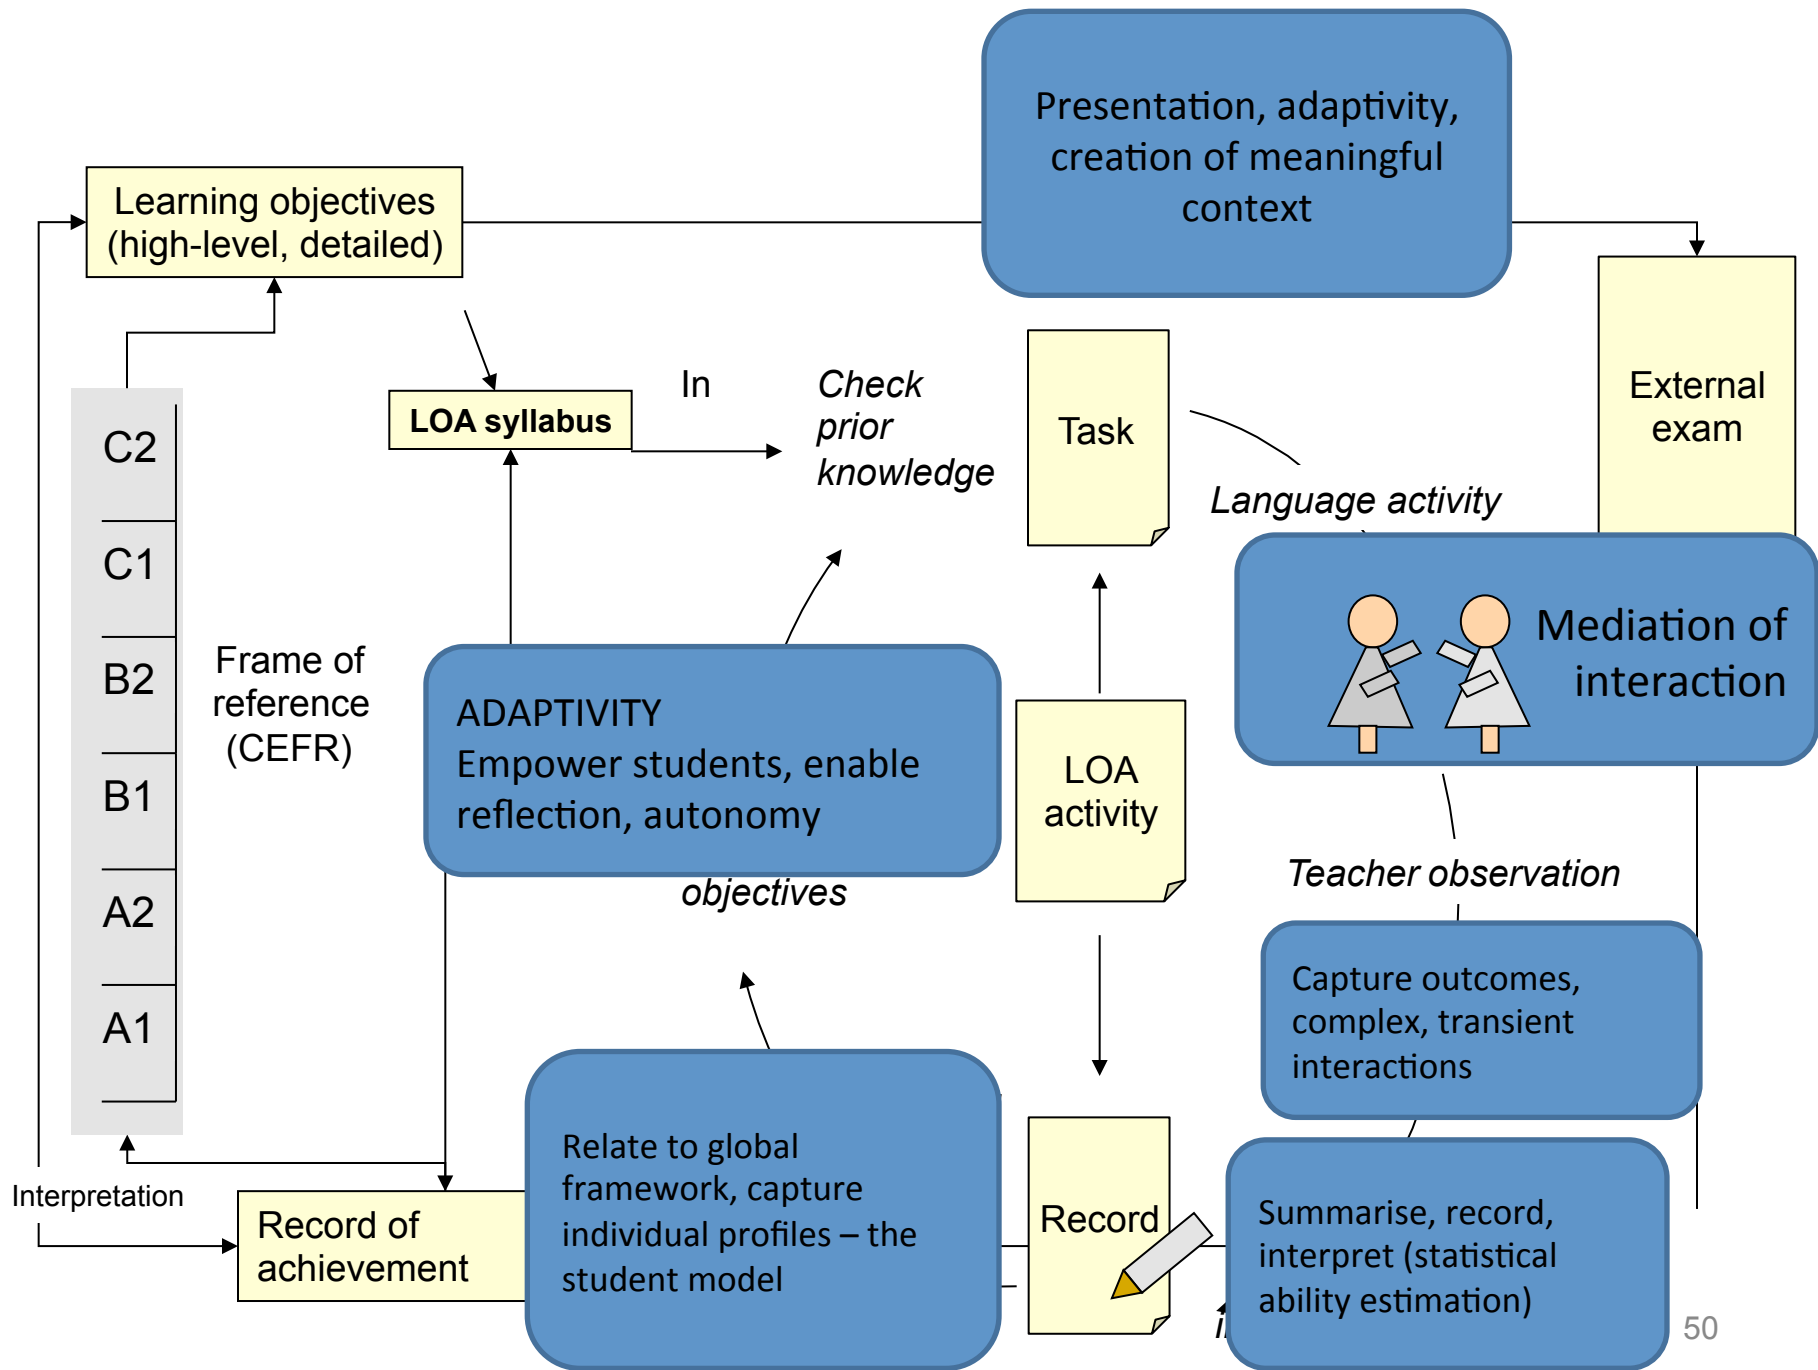 Presentation, adaptivity,
creation of meaningful
context
Learning objectives
(high-level, detailed)
LOA syllabus
In
Check
prior
knowledge
Task
External
exam
Language activity
C2
C1
B2
B1
A2
A1
Frame of
reference
(CEFR)
ADAPTIVITY
Empower students, enable
reflection, autonomy
objectives
LOA
activity
Mediation of
interaction
Teacher observation
Capture outcomes,
complex, transient
interactions
Interpretation
Record of
achievement
Relate to global
framework, capture
individual profiles – the
student model
Record
Summarise, record,
interpret (statistical
ability estimation)
50